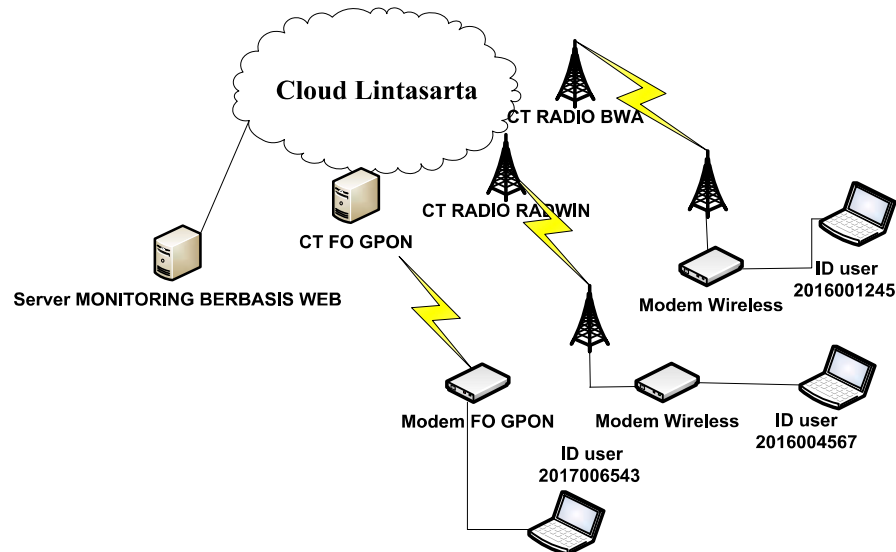 Cloud Lintasarta
CT RADIO BWA
CT RADIO RADWIN
CT FO GPON
Server MONITORING BERBASIS WEB
Modem Wireless
ID user
2016001245
Modem FO GPON
Modem Wireless
ID user
2016004567
ID user
2017006543